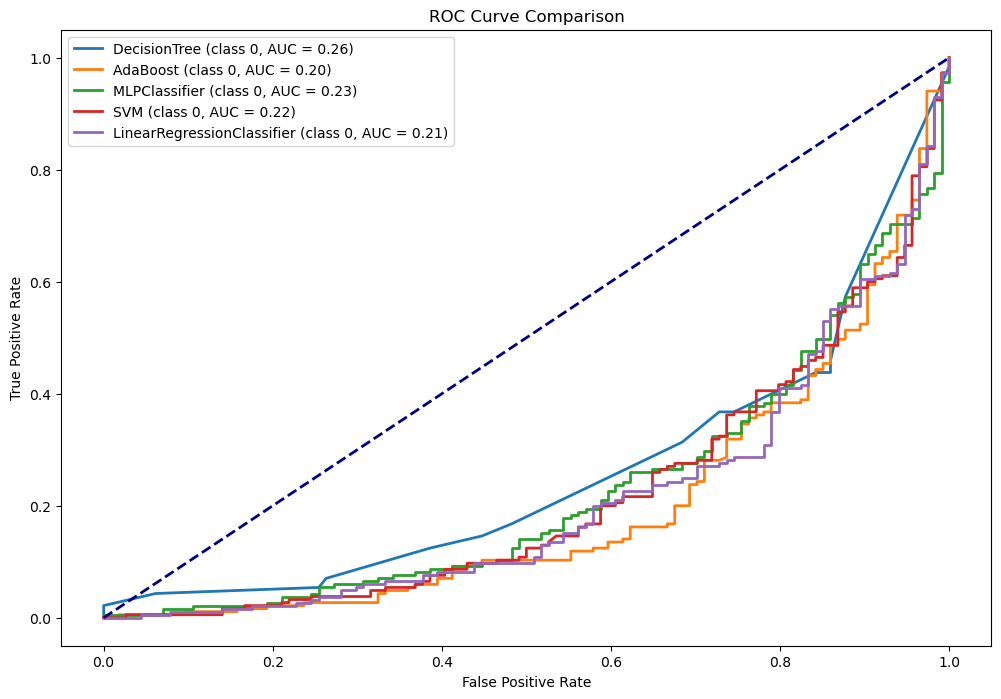 ROC Curve Comparison
DecisionTree (class 0, AUC = 0.26)
AdaBoost (class 0, AUC = 0.20)
MLPClassifier (class 0, AUC = 0.23)
SVM (class 0, AUC = 0.22)
LinearRegressionClassifier (class 0, AUC = 0.21)
True Positive Rate
1.0
0.8
0.6
0.4
0.2
0.0
0.0 0.2 0.4 0.6 0.8 1.0
False Positive Rate